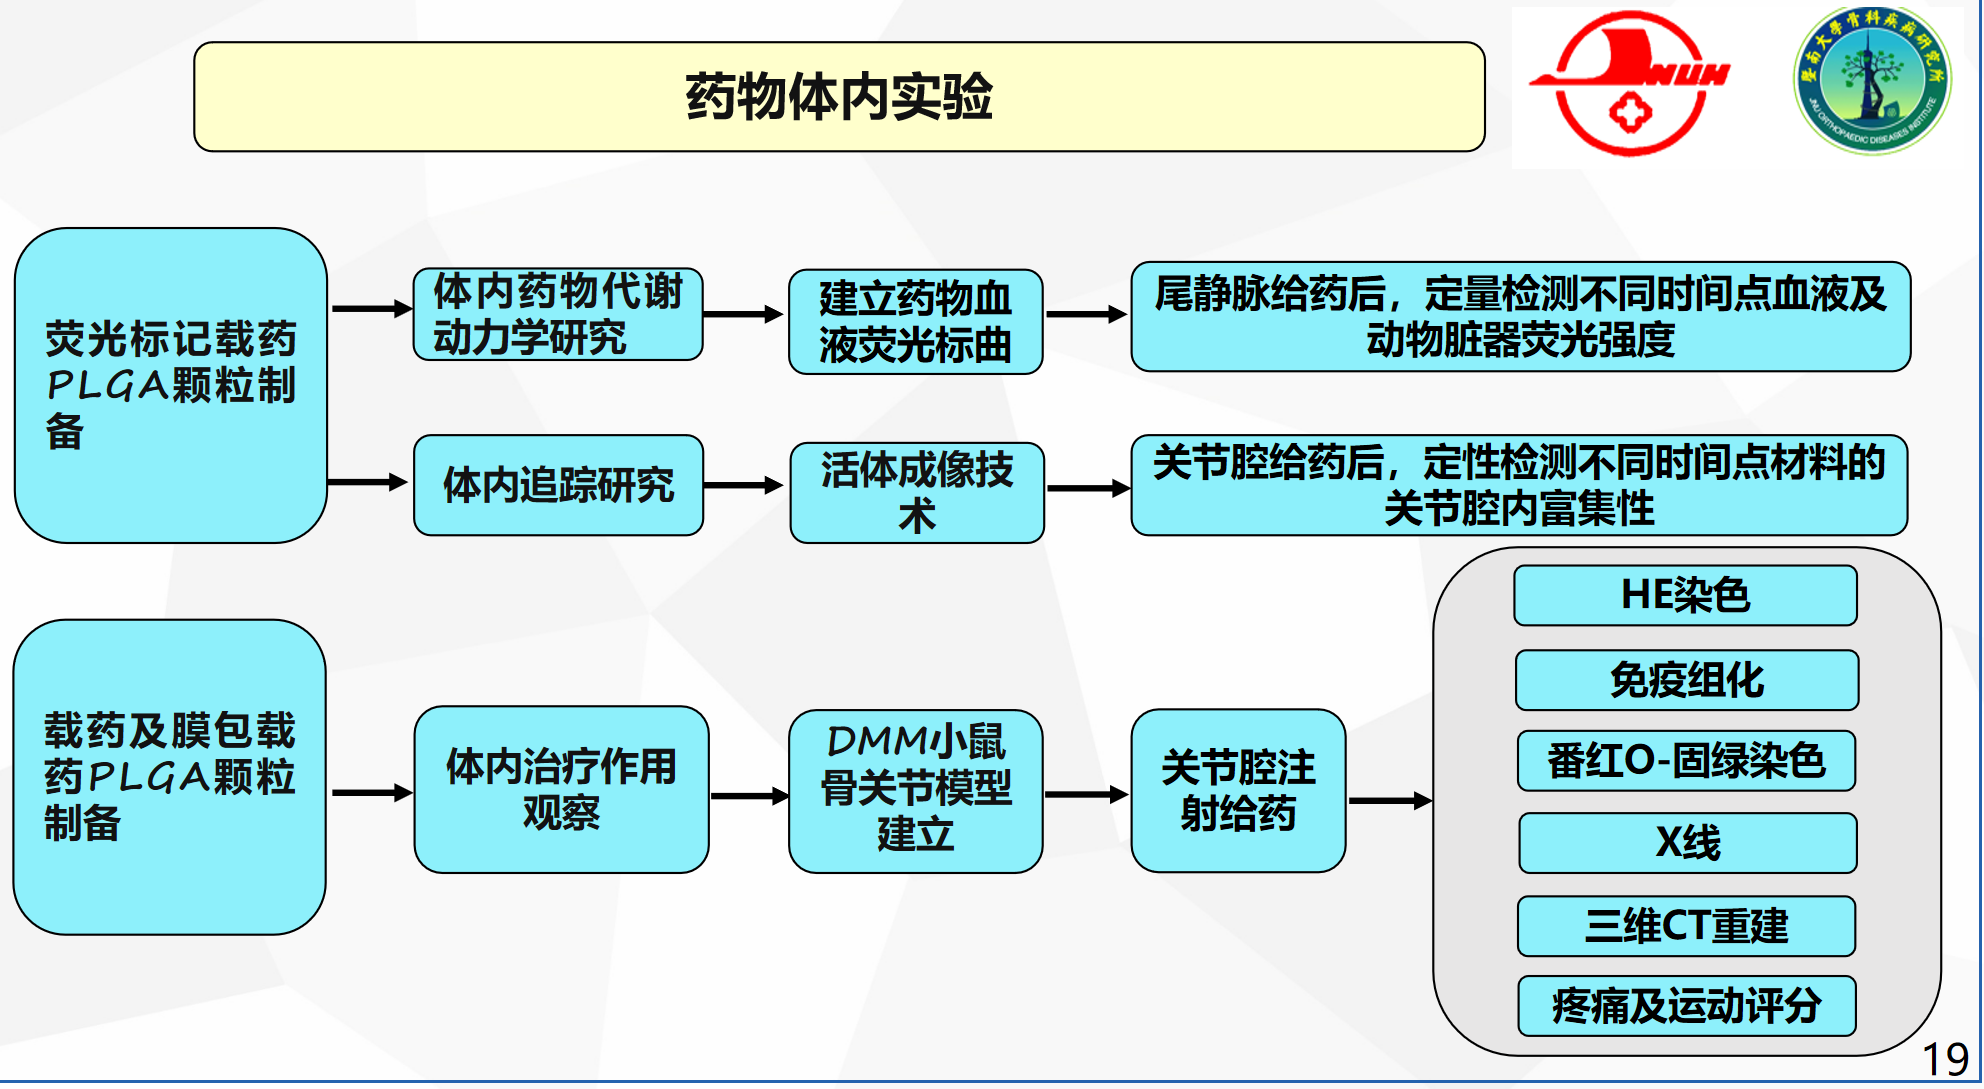 药物体内实验
JNUH
暨南大学骨科疾病研究所
JNU ORTHOPAEDIC DISEASES INSTITUTE
荧光标记载药
PLGA颗粒制
备
体内药物代谢
动力学研究
建立药物血
液荧光标曲
尾静脉给药后，定量检测不同时间点血液及
动物脏器荧光强度
体内追踪研究
活体成像技
术
关节腔给药后，定性检测不同时间点材料的
关节腔内富集性
载药及膜包载
药PLGA颗粒
制备
体内治疗作用
观察
DMM小鼠
骨关节模型
建立
关节腔注
射给药
HE染色
免疫组化
番红O-固绿染色
X线
三维CT重建
疼痛及运动评分
19